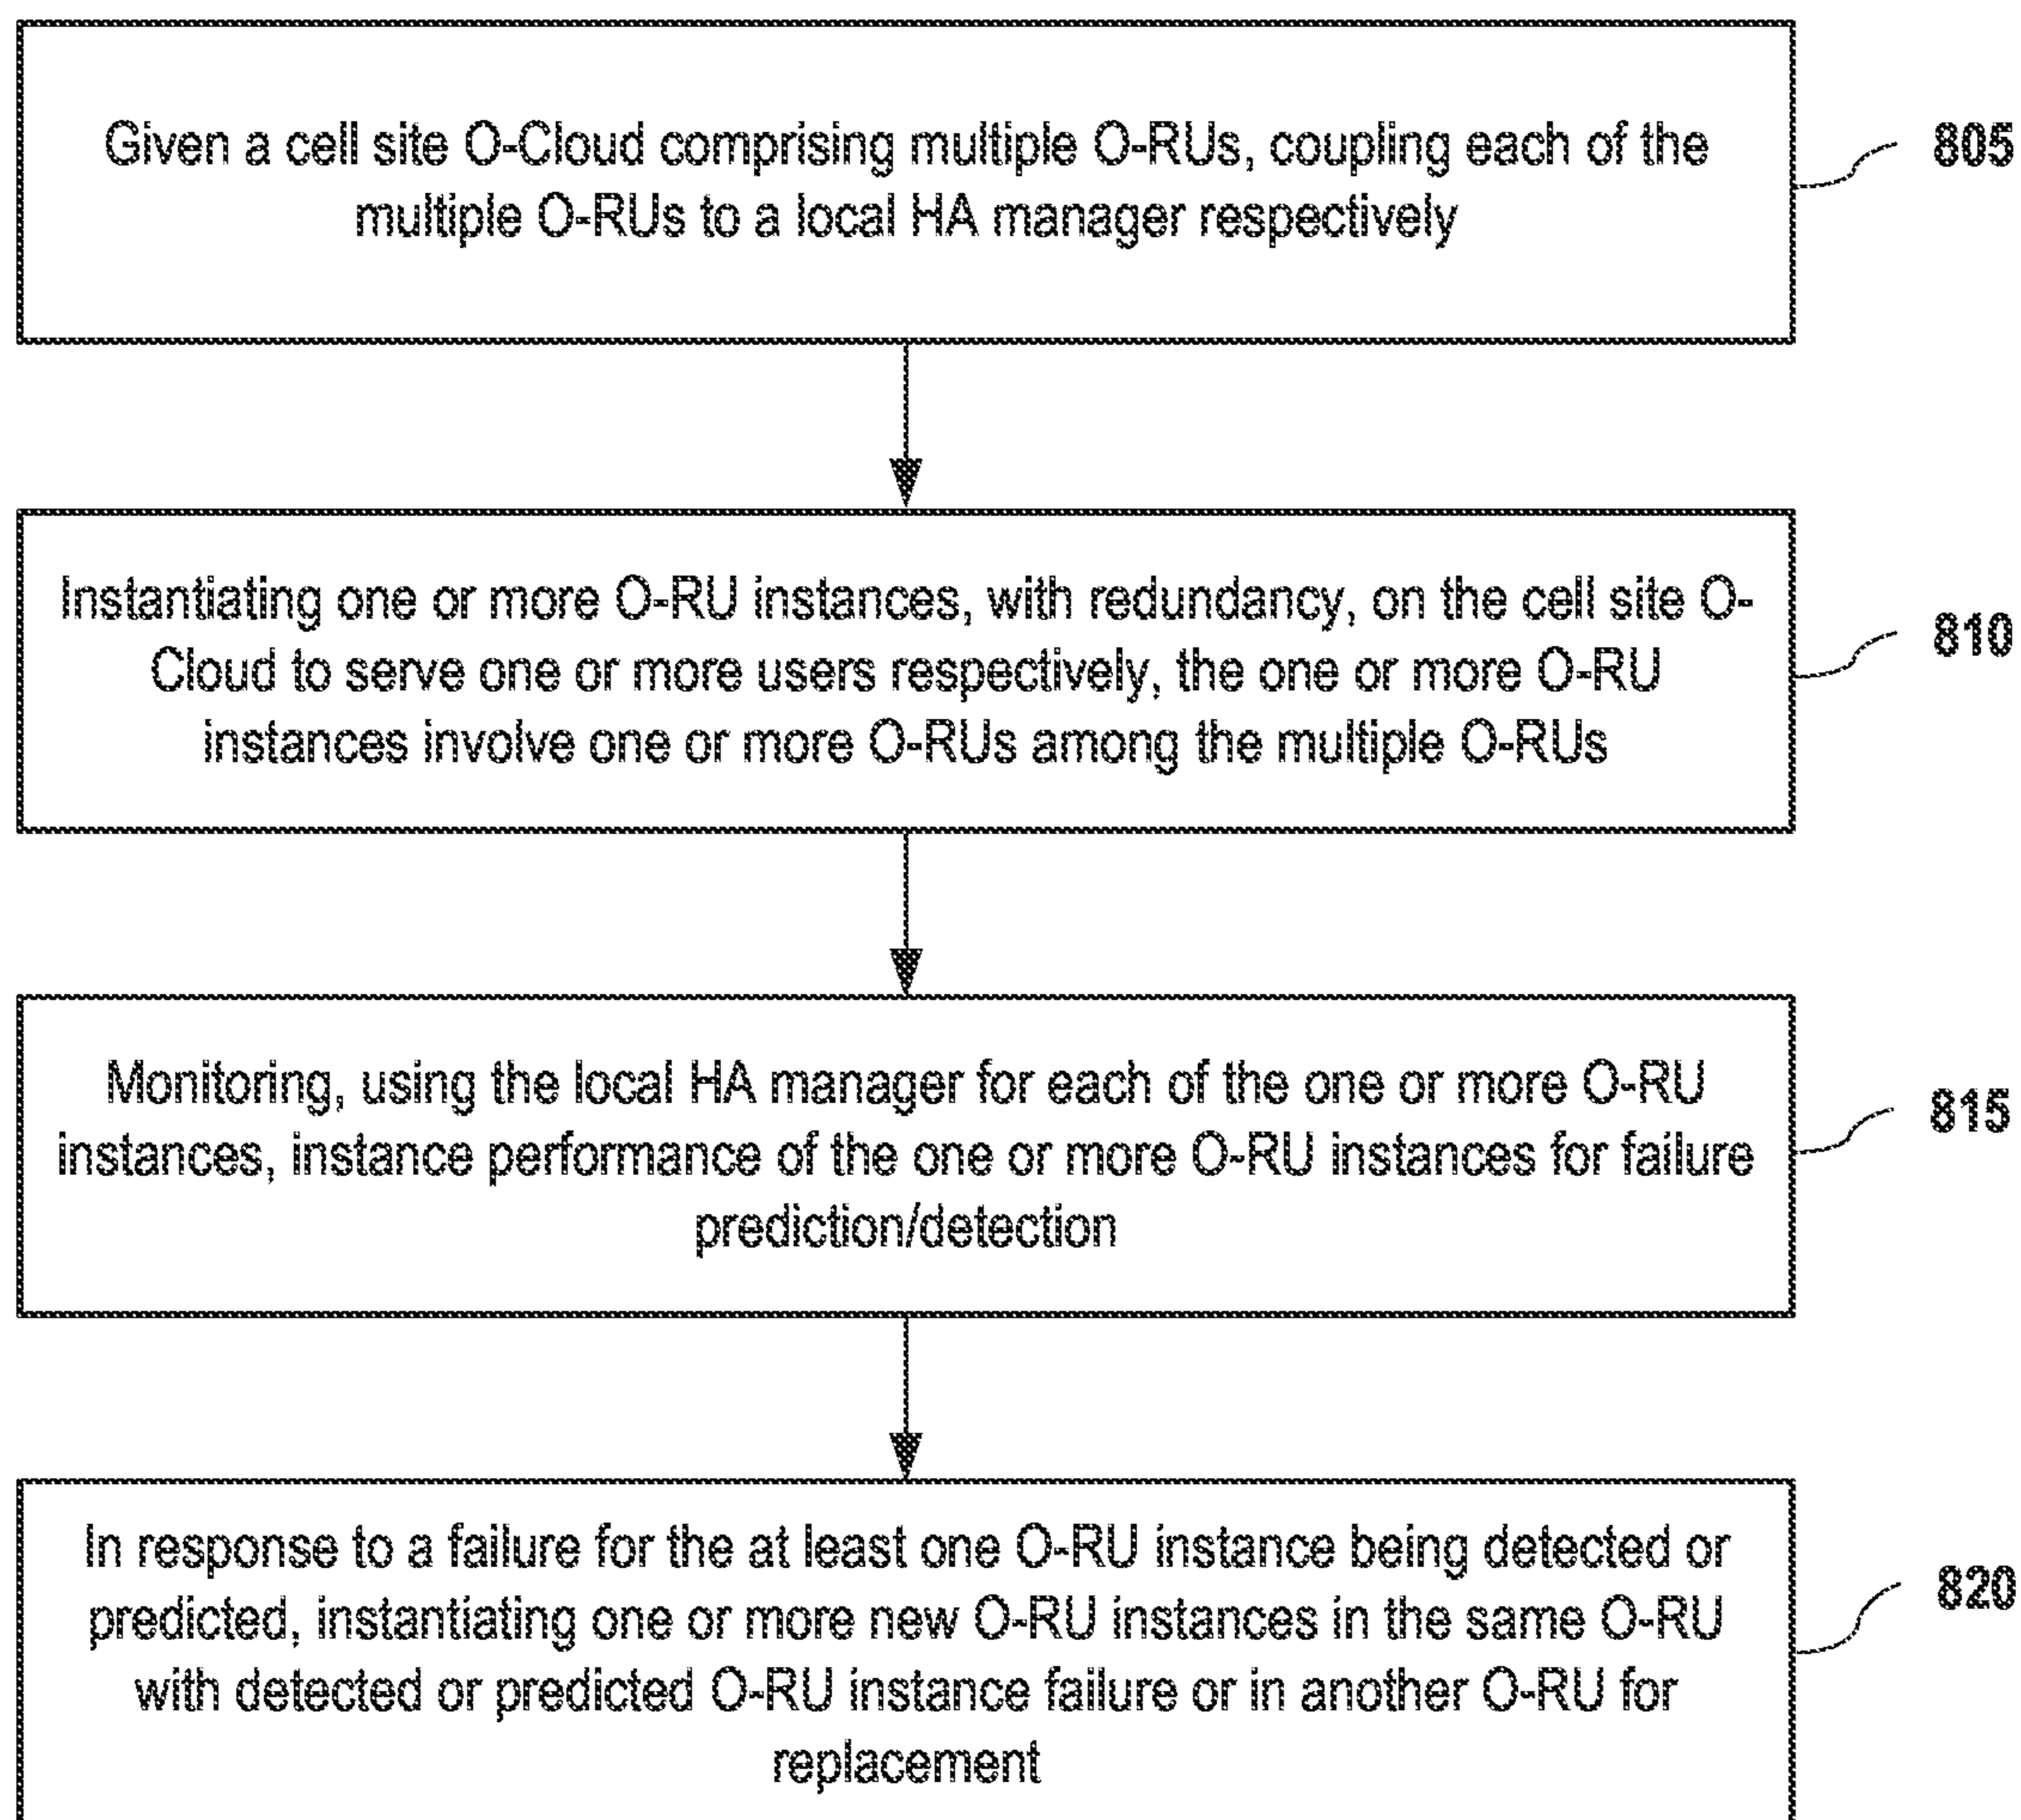 Given a cell site O-Cloud comprising multiple O-RUs, coupling each of the
multiple O-RUs to a local HA manager respectively
805
Instantiating one or more O-RU instances, with redundancy, on the cell site O-
Cloud to serve one or more users respectively, the one or more O-RU
instances involve one or more O-RUs among the multiple O-RUs
810
Monitoring, using the local HA manager for each of the one or more O-RU
instances, instance performance of the one or more O-RU instances for failure
prediction/detection
815
In response to a failure for the at least one O-RU instance being detected or
predicted, instantiating one or more new O-RU instances in the same O-RU
with detected or predicted O-RU instance failure or in another O-RU for
replacement
820